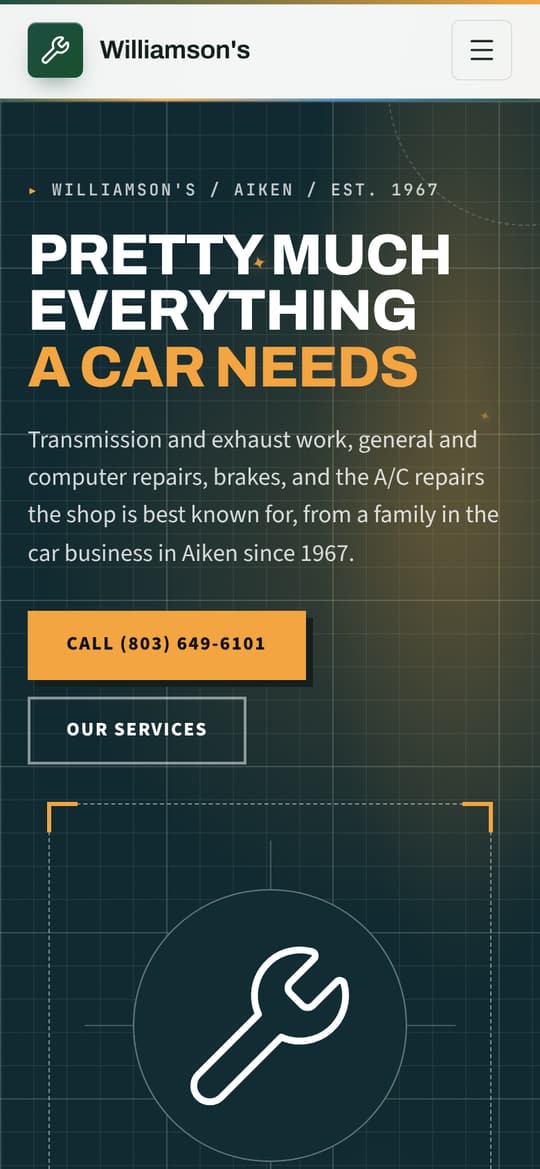 Williamson's
WILLIAMSON'S / AIKEN / EST. 1967
PRETTY MUCH
EVERYTHING
A CAR NEEDS
Transmission and exhaust work, general and
computer repairs, brakes, and the A/C repairs
the shop is best known for, from a family in the
car business in Aiken since 1967.
CALL (803) 649-6101
OUR SERVICES